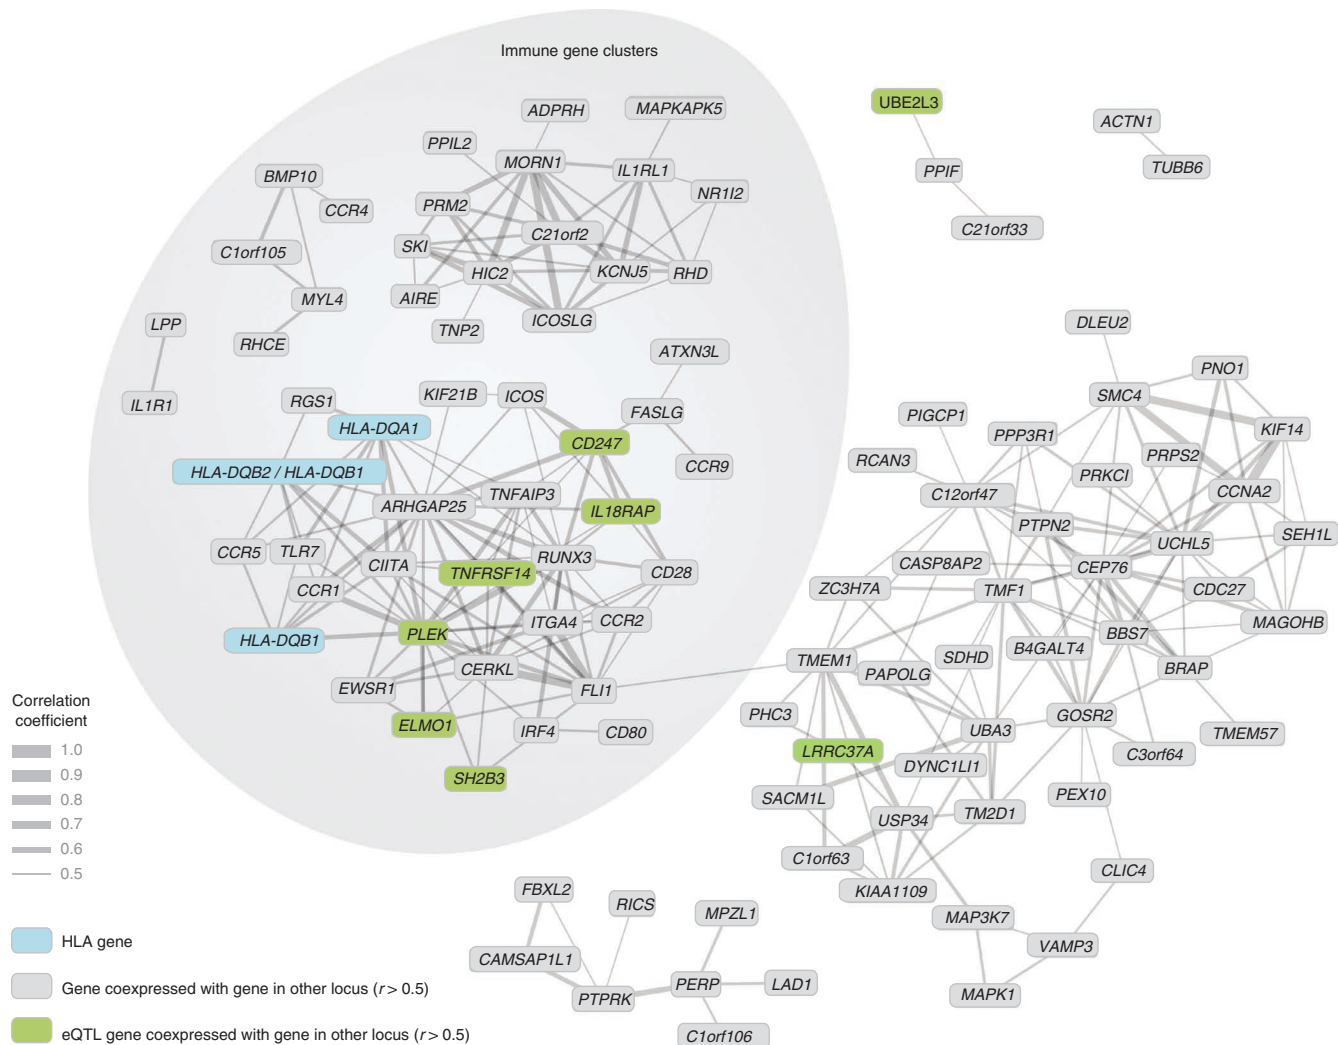 Immune gene clusters
UBE2L3
ADPRH
MAPKAPK5
ACTN1
PPIL2
MORN1
IL1RL1
PPIF
TUBB6
BMP10
NR1I2
CCR4
PRM2
C21orf2
C21orf33
C1orf105
SKI
HIC2
KCNJ5
RHD
MYL4
AIRE
ICOSLG
TNP2
LPP
RHCE
DLEU2
ATXN3L
PNO1
IL1R1
RGS1
KIF21B
ICOS
SMC4
FASLG
PIGCP1
HLA-DQA1
CD247
PPP3R1
KIF14
RCAN3
PRPS2
HLA-DQB2 / HLA-DQB1
CCR9
PRKCI
TNFAIP3
C12orf47
CCNA2
ARHGAP25
IL18RAP
PTPN2
SEH1L
CCR5
TLR7
RUNX3
UCHL5
CIITA
TNFRSF14
CD28
CASP8AP2
CEP76
CCR1
ZC3H7A
TMF1
CDC27
ITGA4
CCR2
MAGOHB
HLA-DQB1
PLEK
BBS7
SDHD
B4GALT4
CERKL
TMEM1
PAPOLG
BRAP
EWSR1
FLI1
PHC3
GOSR2
ELMO1
IRF4
CD80
UBA3
TMEM57
LRRC37A
C3orf64
DYNC1LI1
SH2B3
SACM1L
PEX10
USP34
TM2D1
C1orf63
CLIC4
KIAA1109
FBXL2
RICS
MPZL1
MAP3K7
VAMP3
CAMSAP1L1
PTPRK
PERP
LAD1
MAPK1
C1orf106
Correlation
coefficient
1.0
0.9
0.8
0.7
0.6
0.5
HLA gene
Gene coexpressed with gene in other locus (r > 0.5)
eQTL gene coexpressed with gene in other locus (r > 0.5)